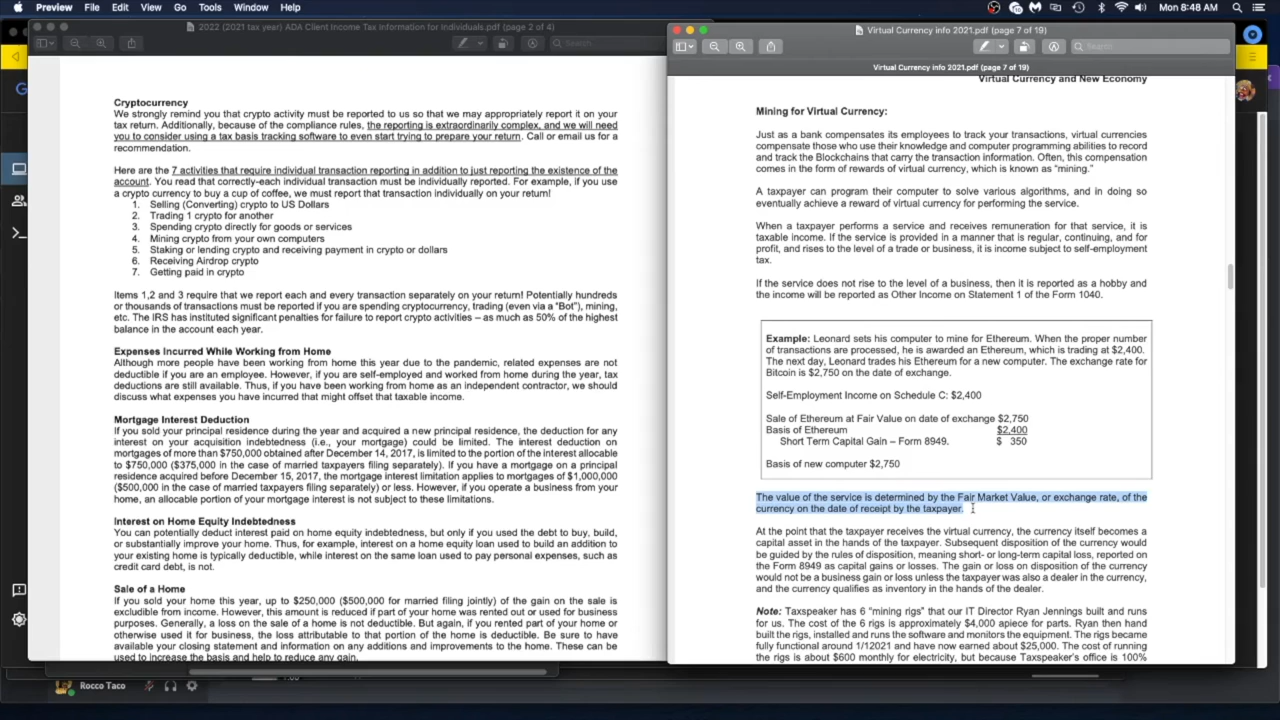 Preview File Edit View Go Tools Window Help
Mon 8:48 AM
2022 (2021 tax year) ADA Client Income Tax Information for Individuals.pdf (page 2 of 4)
Search
Cryptocurrency
We strongly remind you that crypto activity must be reported to us so that we may appropriately report it on your
tax return. Additionally, because of the compliance rules, the reporting is extraordinarily complex, and we will need
you to consider using a tax basis tracking software to even start trying to prepare your return. Call or email us for a
recommendation.
Here are the 7 activities that require individual transaction reporting in addition to just reporting the existence of the
account. You read that correctly-each individual transaction must be individually reported. For example, if you use
a crypto currency to buy a cup of coffee, we must report that transaction individually on your return!
1. Selling (Converting) crypto to US Dollars
2. Trading 1 crypto for another
3. Spending crypto directly for goods or services
4. Mining crypto from your own computers
5. Staking or lending crypto and receiving payment in crypto or dollars
6. Receiving Airdrop crypto
7. Getting paid in crypto
Items 1,2 and 3 require that we report each and every transaction separately on your return! Potentially hundreds
or thousands of transactions must be reported if you are spending cryptocurrency, trading (even via a "Bot"), mining,
etc. The IRS has instituted significant penalties for failure to report crypto activities – as much as 50% of the highest
balance in the account each year.
Expenses Incurred While Working from Home
Although more people have been working from home this year due to the pandemic, related expenses are not
deductible if you are an employee. However, if you are self-employed and worked from home during the year, tax
deductions are still available. Thus, if you have been working from home as an independent contractor, we should
discuss what expenses you have incurred that might offset that taxable income.
Mortgage Interest Deduction
If you sold your principal residence during the year and acquired a new principal residence, the deduction for any
interest on your acquisition indebtedness (i.e., your mortgage) could be limited. The interest deduction on
mortgages of more than $750,000 obtained after December 14, 2017, is limited to the portion of the interest allocable
to $750,000 ($375,000 in the case of married taxpayers filing separately). If you have a mortgage on a principal
residence acquired before December 15, 2017, the mortgage interest limitation applies to mortgages of $1,000,000
($500,000 in the case of married taxpayers filing separately) or less. However, if you operate a business from your
home, an allocable portion of your mortgage interest is not subject to these limitations.
Interest on Home Equity Indebtedness
You can potentially deduct interest paid on home equity indebtedness, but only if you used the debt to buy, build,
or substantially improve your home. Thus, for example, interest on a home equity loan used to build an addition to
your existing home is typically deductible, while interest on the same loan used to pay personal expenses, such as
credit card debt, is not.
Sale of a Home
If you sold your home this year, up to $250,000 ($500,000 for married filing jointly) of the gain on the sale is
excludible from income. However, this amount is reduced if part of your home was rented out or used for business
purposes. Generally, a loss on the sale of a home is not deductible. But again, if you rented part of your home or
otherwise used it for business, the loss attributable to that portion of the home is deductible. Be sure to have
available your closing statement and information on any additions and improvements to the home. These can be
used to increase the basis and help to reduce any gain.
Rocco Taco
Virtual Currency info 2021.pdf (page 7 of 19)
Search
Virtual Currency info 2021.pdf (page 7 of 19)
Virtual Currency and New Economy
Mining for Virtual Currency:
Just as a bank compensates its employees to track your transactions, virtual currencies
compensate those who use their knowledge and computer programming abilities to record
and track the Blockchains that carry the transaction information. Often, this compensation
comes in the form of rewards of virtual currency, which is known as "mining."
A taxpayer can program their computer to solve various algorithms, and in doing so
eventually achieve a reward of virtual currency for performing the service.
When a taxpayer performs a service and receives remuneration for that service, it is
taxable income. If the service is provided in a manner that is regular, continuing, and for
profit, and rises to the level of a trade or business, it is income subject to self-employment
tax.
If the service does not rise to the level of a business, then it is reported as a hobby and
the income will be reported as Other Income on Statement 1 of the Form 1040.
Example: Leonard sets his computer to mine for Ethereum. When the proper number
of transactions are processed, he is awarded an Ethereum, which is trading at $2,400.
The next day, Leonard trades his Ethereum for a new computer. The exchange rate for
Bitcoin is $2,750 on the date of exchange.
Self-Employment Income on Schedule C: $2,400
Sale of Ethereum at Fair Value on date of exchange $2,750
Basis of Ethereum $2,400
Short Term Capital Gain – Form 8949. $ 350
Basis of new computer $2,750
The value of the service is determined by the Fair Market Value, or exchange rate, of the
currency on the date of receipt by the taxpayer.
At the point that the taxpayer receives the virtual currency, the currency itself becomes a
capital asset in the hands of the taxpayer. Subsequent disposition of the currency would
be guided by the rules of disposition, meaning short- or long-term capital loss, reported on
the Form 8949 as capital gains or losses. The gain or loss on disposition of the currency
would not be a business gain or loss unless the taxpayer was also a dealer in the currency,
and the currency qualifies as inventory in the hands of the dealer.
Note: Taxspeaker has 6 "mining rigs" that our IT Director Ryan Jennings built and runs
for us. The cost of the 6 rigs is approximately $4,000 apiece for parts. Ryan then hand
built the rigs, installed and runs the software and monitors the equipment. The rigs became
fully functional around 1/12021 and have now earned about $25,000. The cost of running
the rigs is about $600 monthly for electricity, but because Taxspeaker's office is 100%